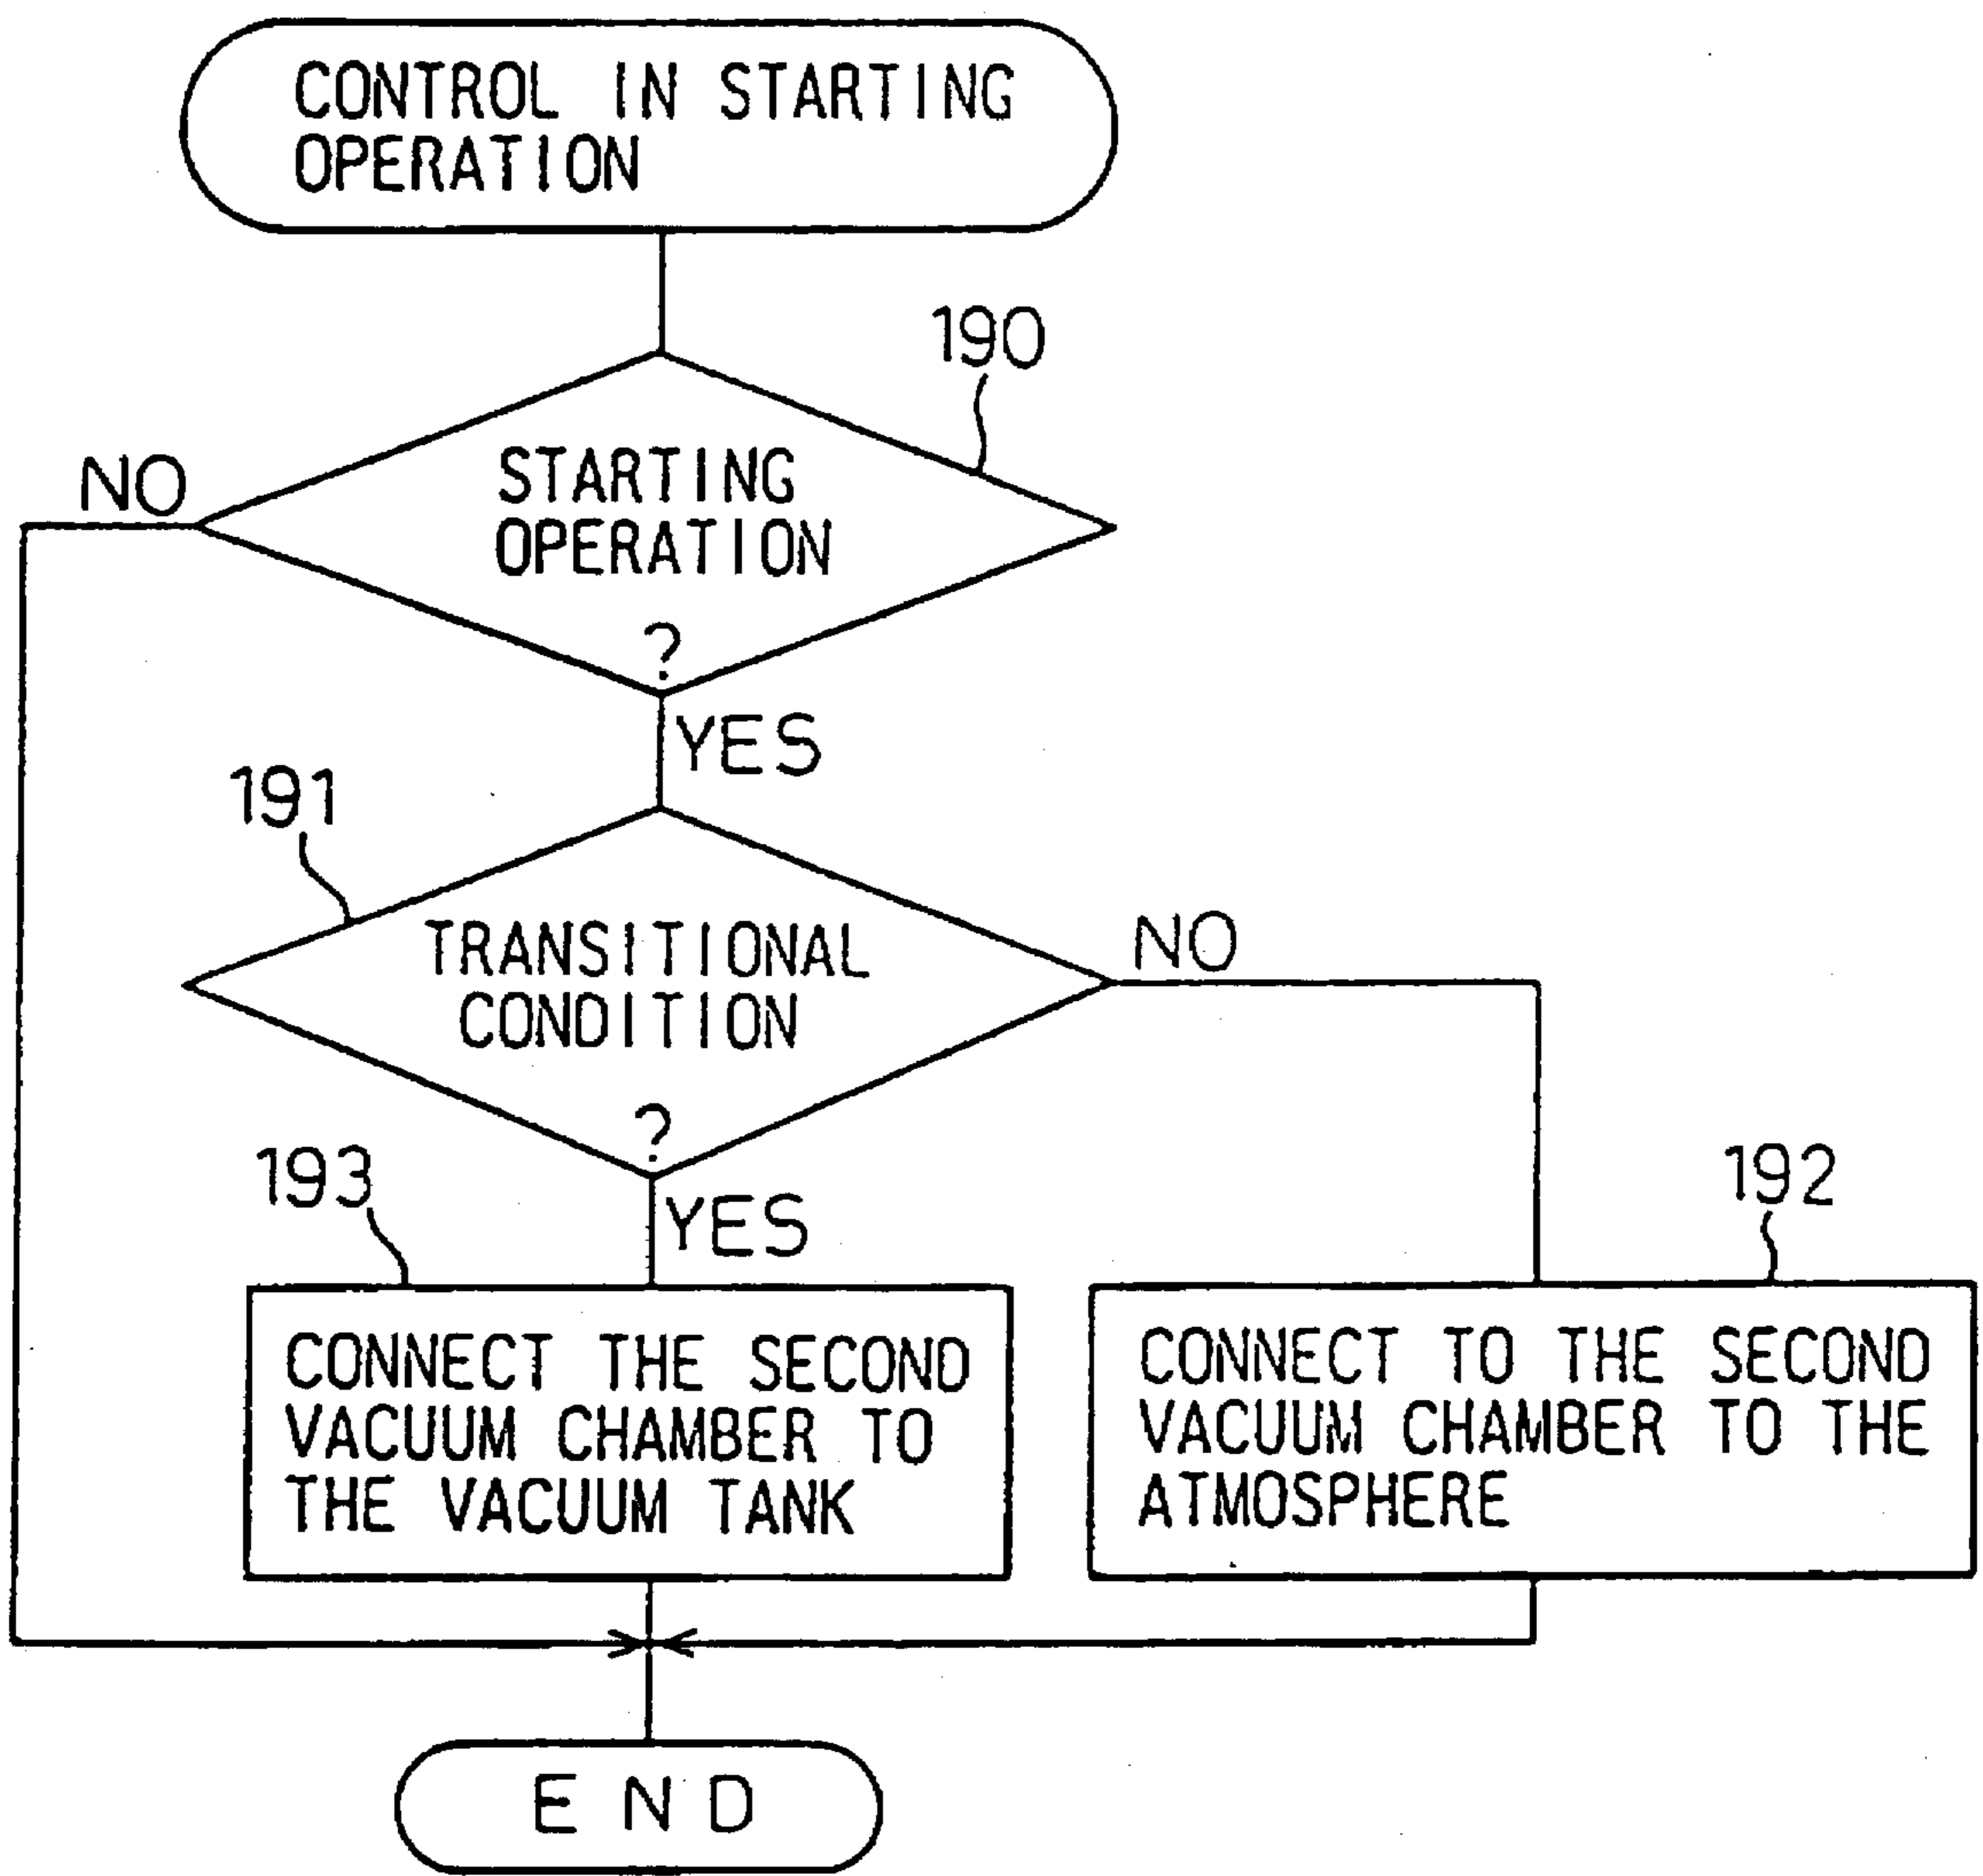 CONTROL IN STARTING
OPERATION
190
NO
STARTING
OPERATION
?
YES
191
TRANSITIONAL
CONDITION
?
NO
193
YES
192
CONNECT THE SECOND
VACUUM CHAMBER TO
THE VACUUM TANK
CONNECT TO THE SECOND
VACUUM CHAMBER TO THE
ATMOSPHERE
END